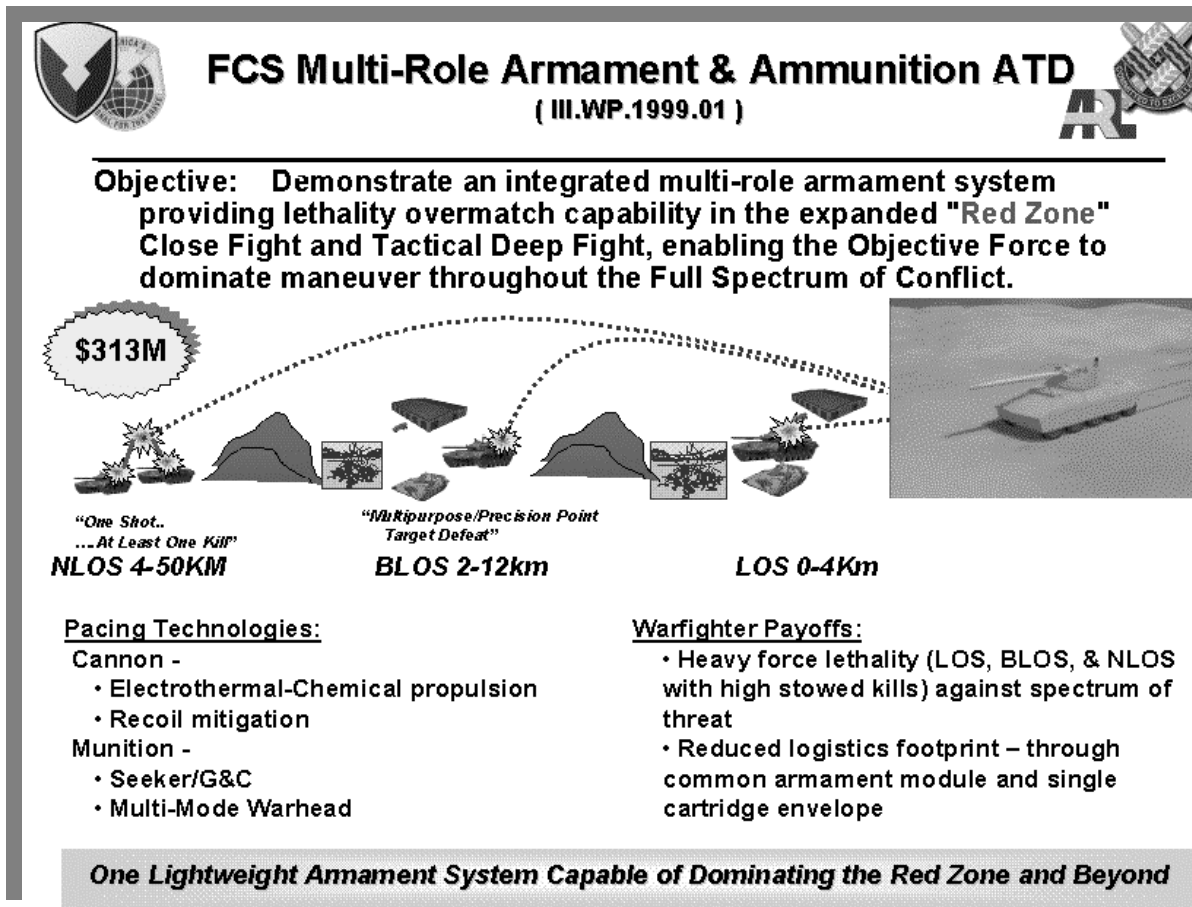 FCS Multi-Role Armament & Ammunition ATD
( III.WP.1999.01 )
ARL
Objective: Demonstrate an integrated multi-role armament system
providing lethality overmatch capability in the expanded "Red Zone"
Close Fight and Tactical Deep Fight, enabling the Objective Force to
dominate maneuver throughout the Full Spectrum of Conflict.
$313M
“One Shot..
....At Least One Kill”
“Multipurpose/Precision Point
Target Defeat”
NLOS 4-50KM
BLOS 2-12km
LOS 0-4Km
Pacing Technologies:
Cannon -
• Electrothermal-Chemical propulsion
• Recoil mitigation
Munition -
• Seeker/G&C
• Multi-Mode Warhead
Warfighter Payoffs:
• Heavy force lethality (LOS, BLOS, & NLOS
with high stowed kills) against spectrum of
threat
• Reduced logistics footprint – through
common armament module and single
cartridge envelope
One Lightweight Armament System Capable of Dominating the Red Zone and Beyond